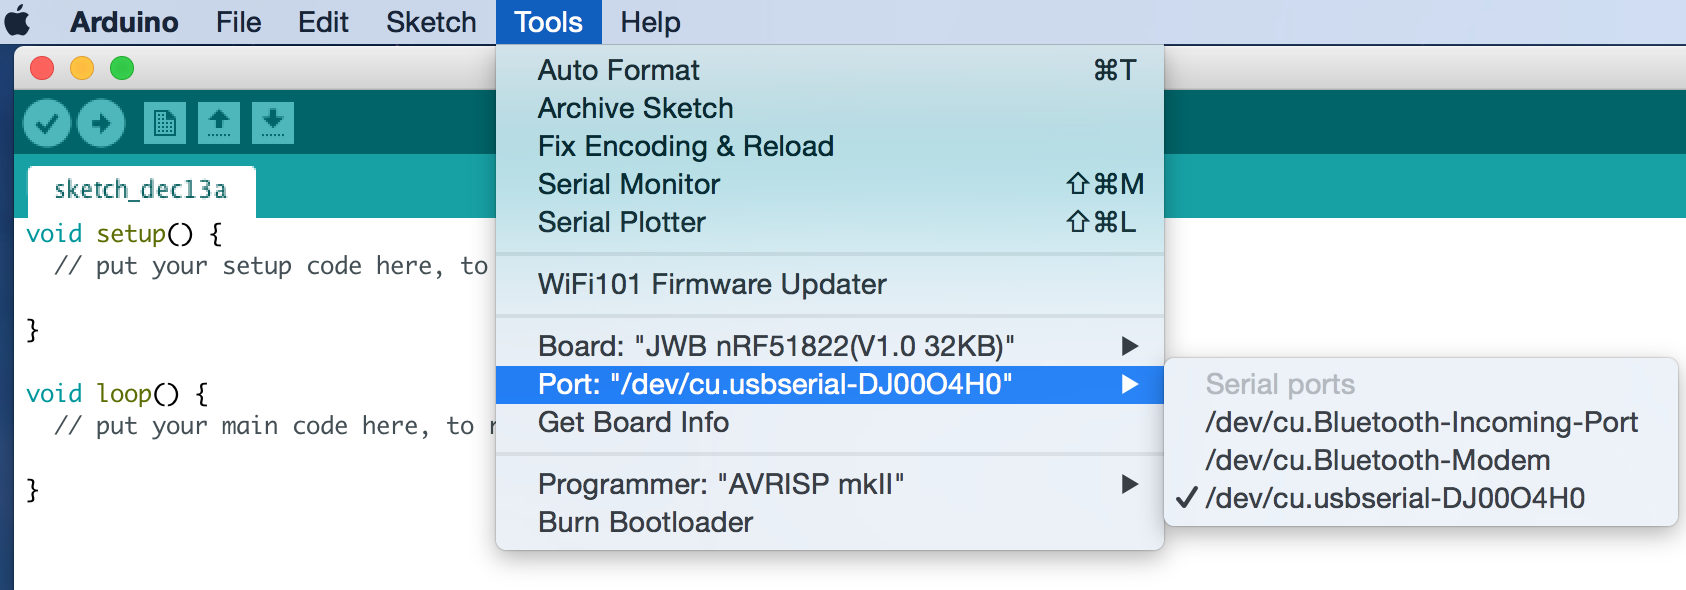 Arduino File Edit Sketch Tools Help
Auto Format ⌘T
Archive Sketch
Fix Encoding & Reload
Serial Monitor ⇧⌘M
Serial Plotter ⇧⌘L
WiFi101 Firmware Updater
Board: "JWB nRF51822(V1.0 32KB)"
Port: "/dev/cu.usbserial-DJ00O4H0"
Get Board Info
Programmer: "AVRISP mkII"
Burn Bootloader
Serial ports
/dev/cu.Bluetooth-Incoming-Port
/dev/cu.Bluetooth-Modem
✓ /dev/cu.usbserial-DJ00O4H0
sketch_dec13a
void setup() {
// put your setup code here, to
}
void loop() {
// put your main code here, to
}